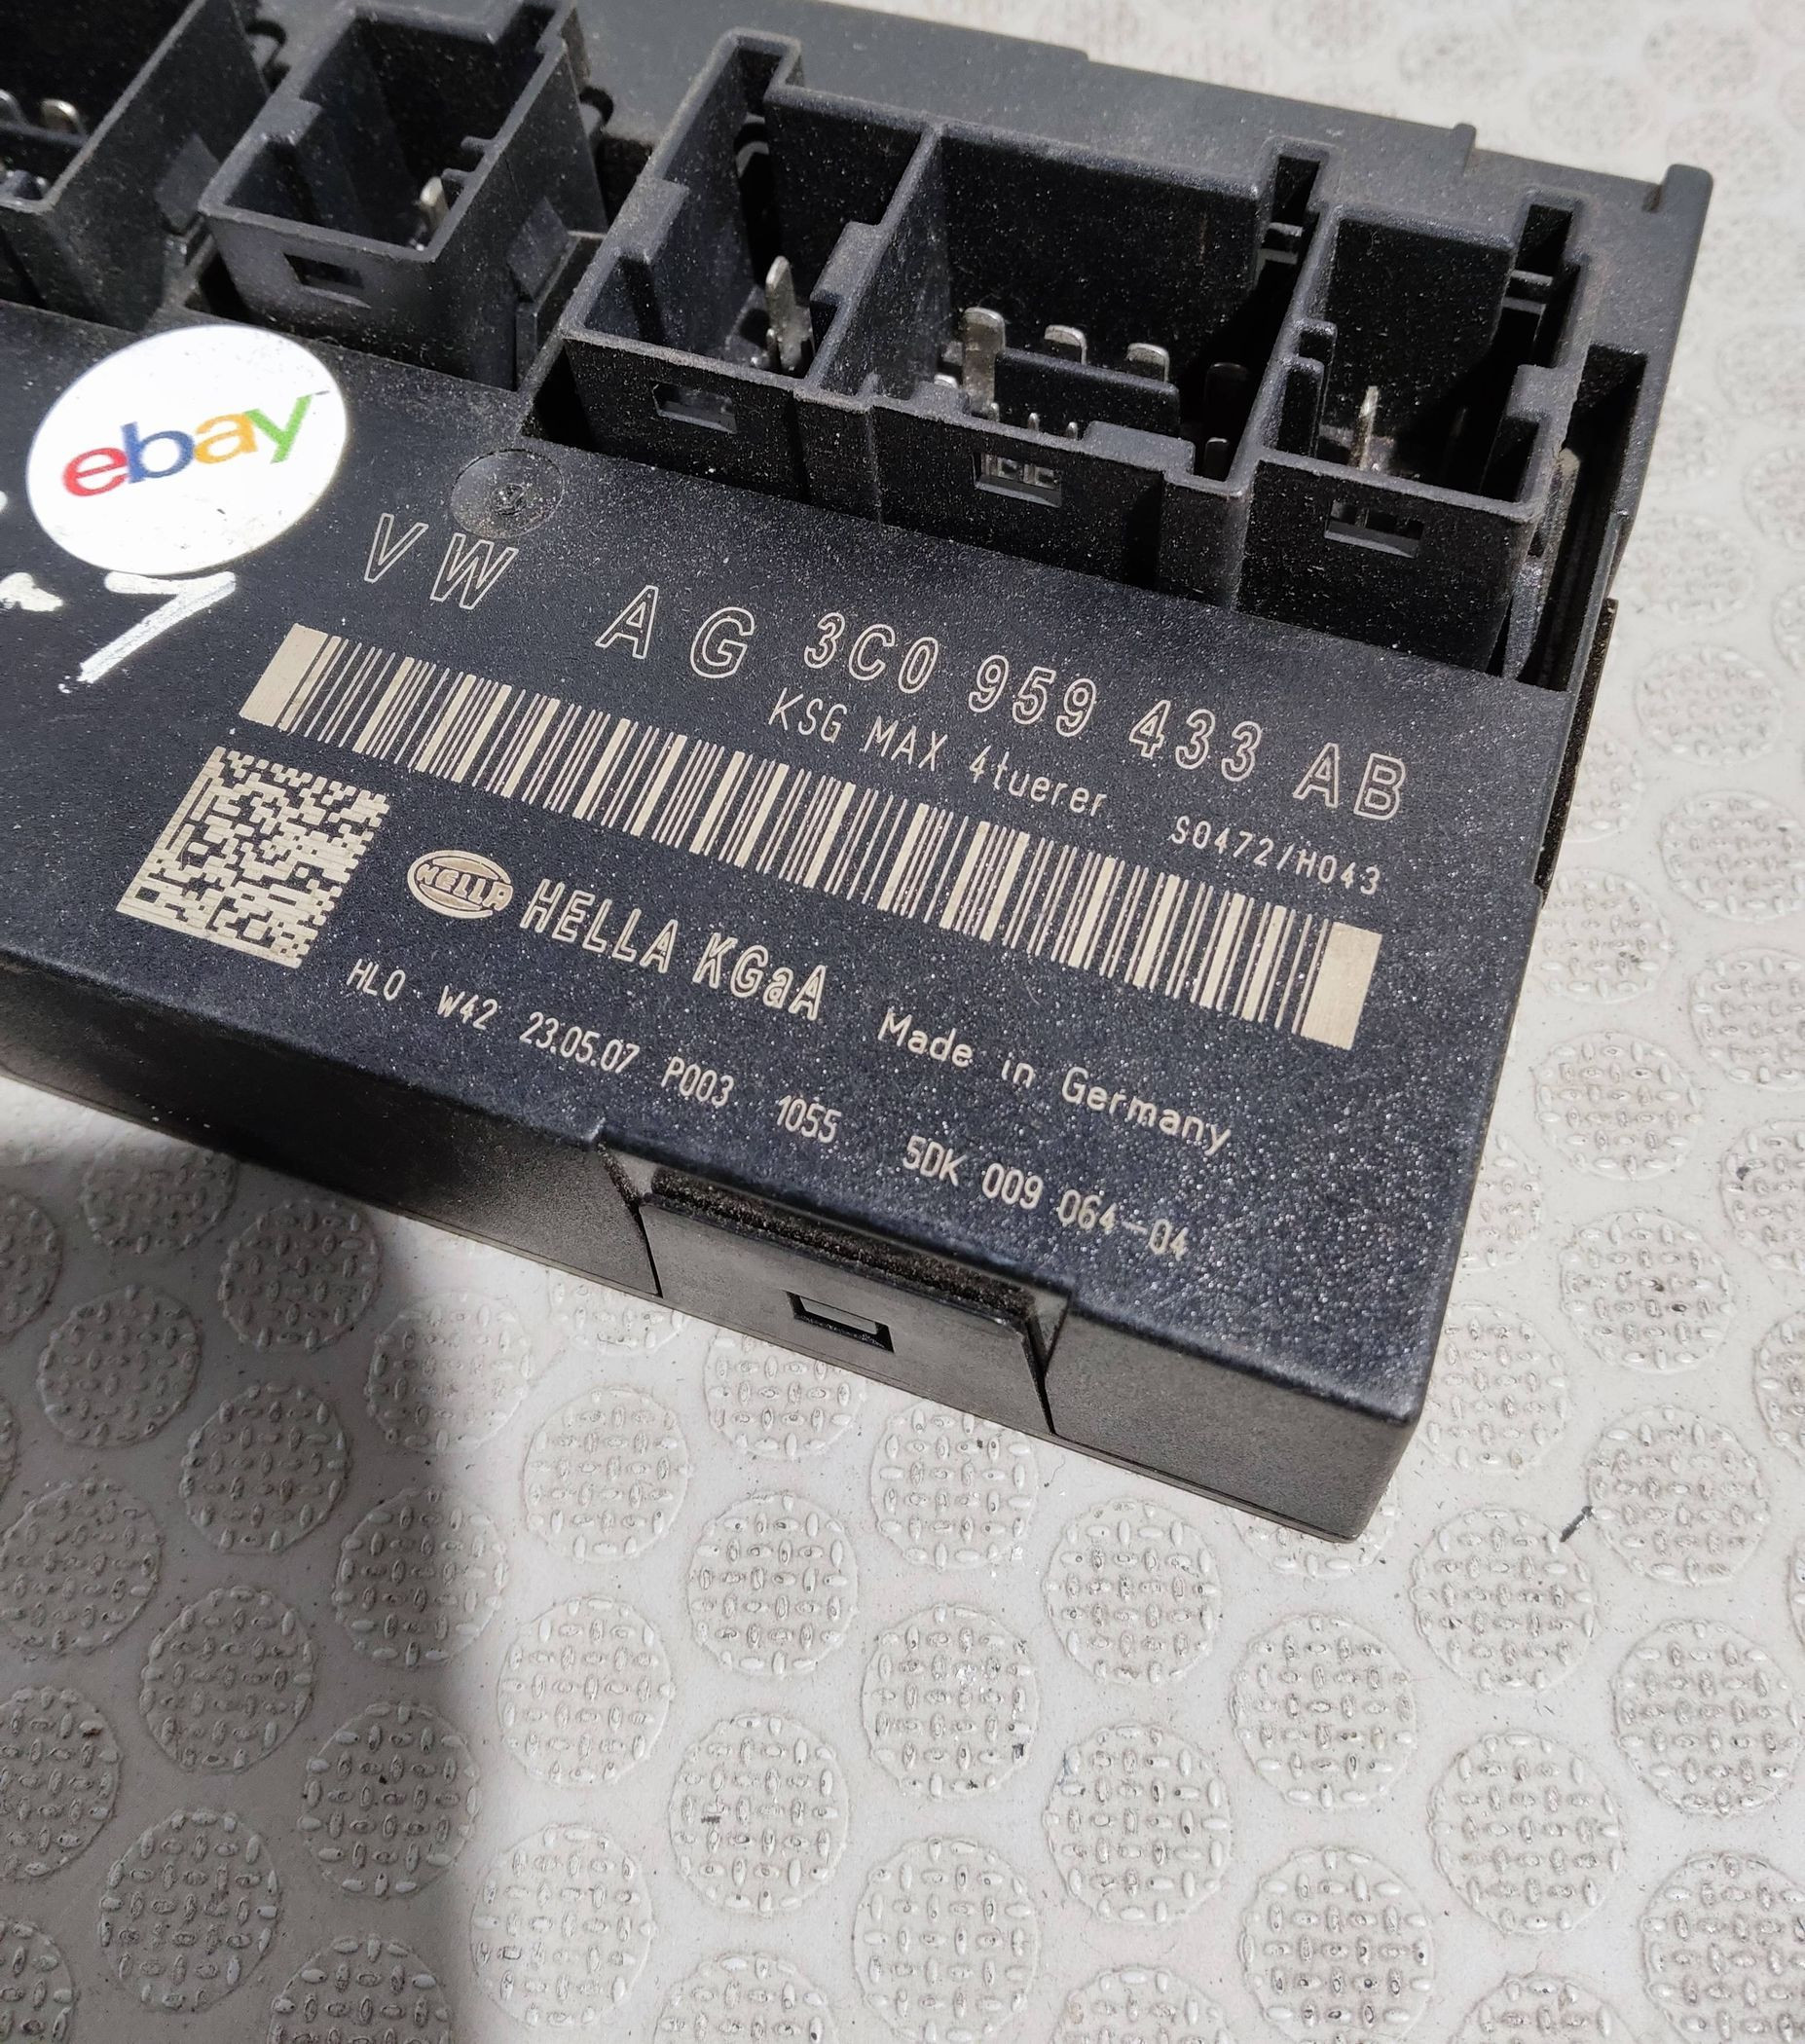 ebay
VW AG 3C0 959 433 AB
KSG MAX 4tuerer S0472/H043
HELLA HELLA KGaA Made in Germany
HLO W42 23.05.07 P003 1055 5DK 009 064-04